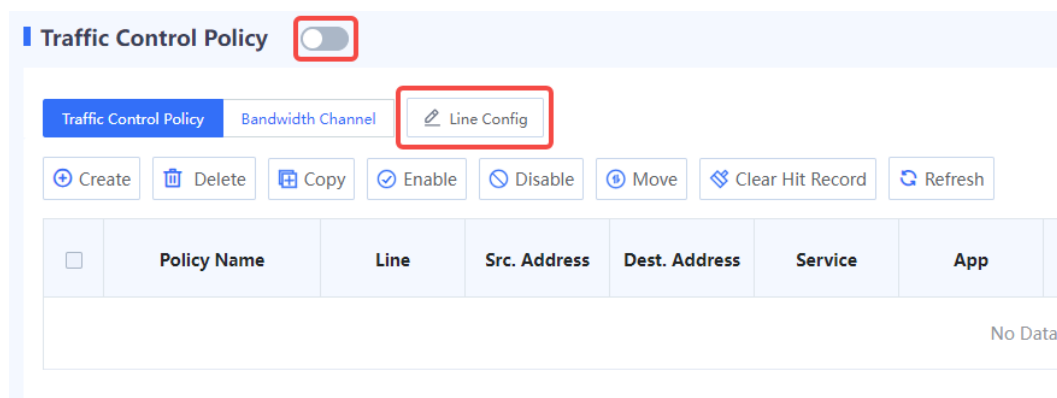 Traffic Control Policy
Traffic Control Policy Bandwidth Channel Line Config
Create Delete Copy Enable Disable Move Clear Hit Record Refresh
Policy Name Line Src. Address Dest. Address Service App
No Data